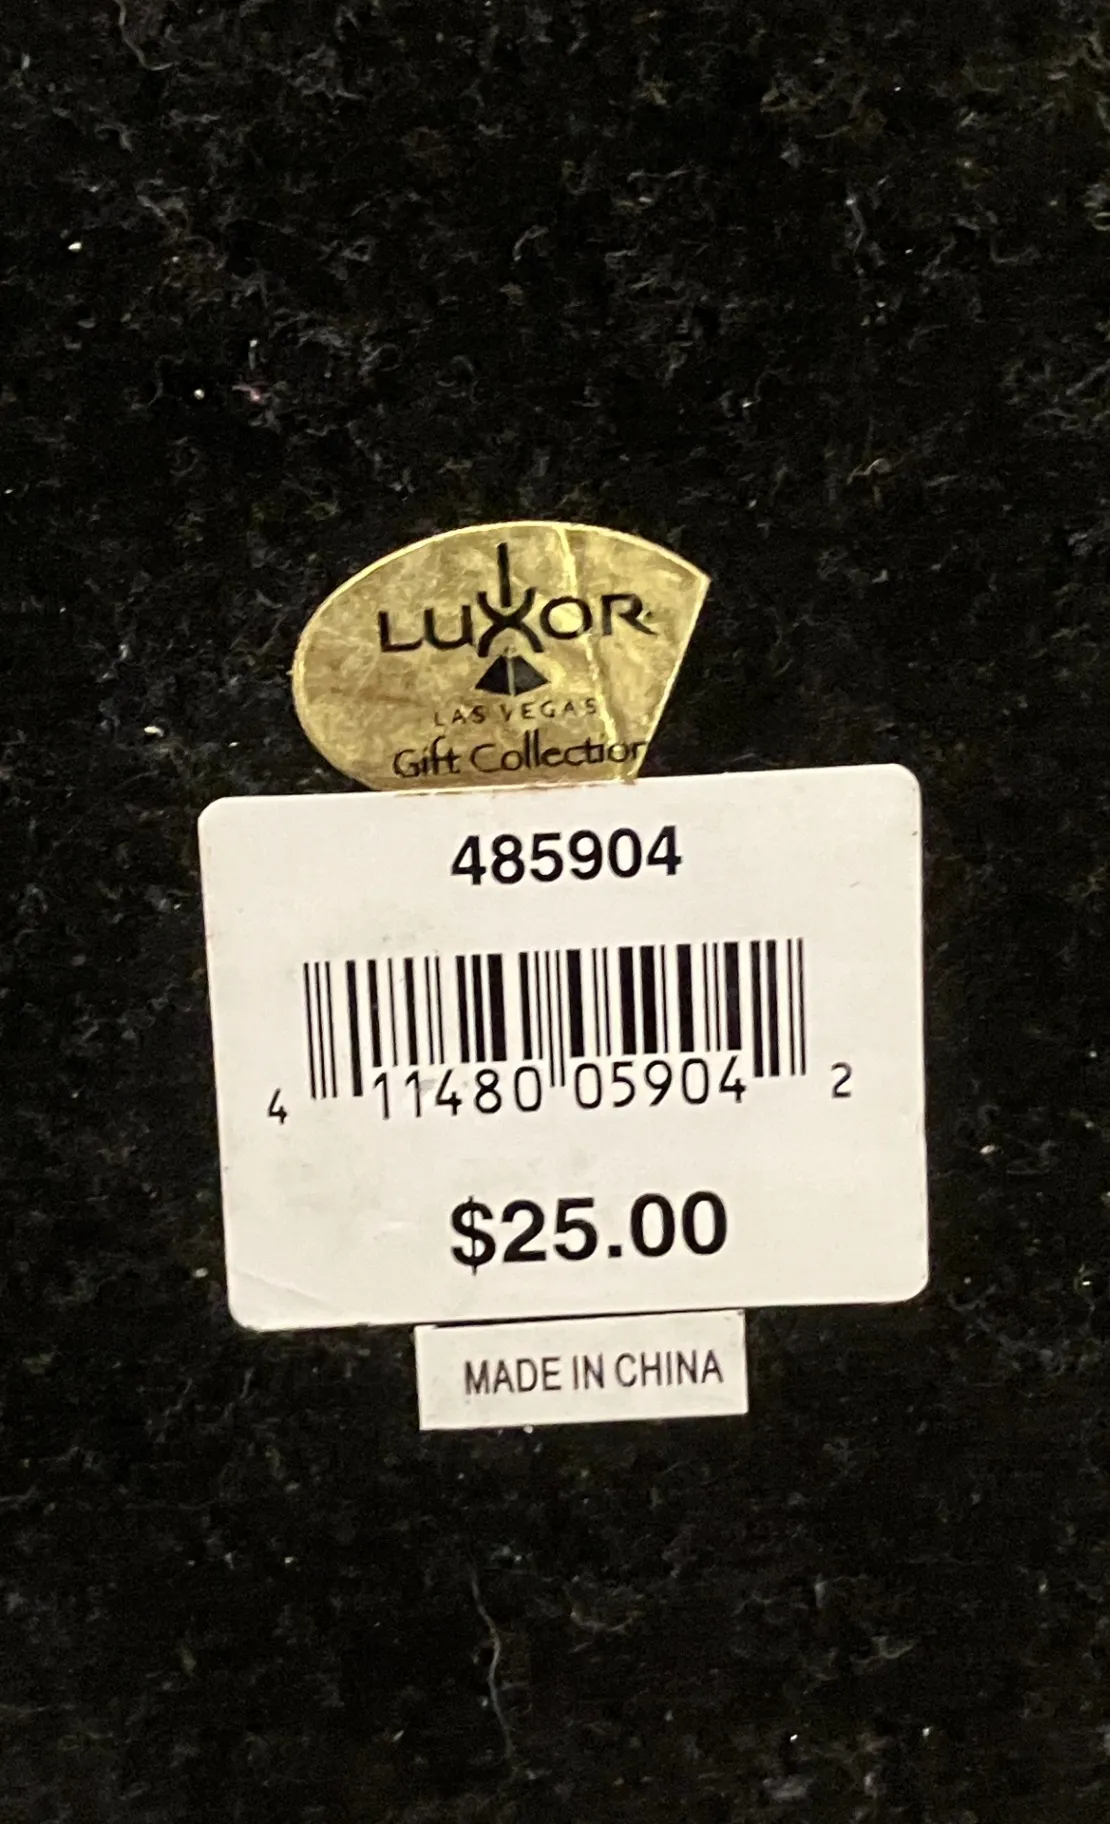 LUXOR
LAS VEGAS
Gift Collection
485904
4 11480 05904 2
$25.00
MADE IN CHINA